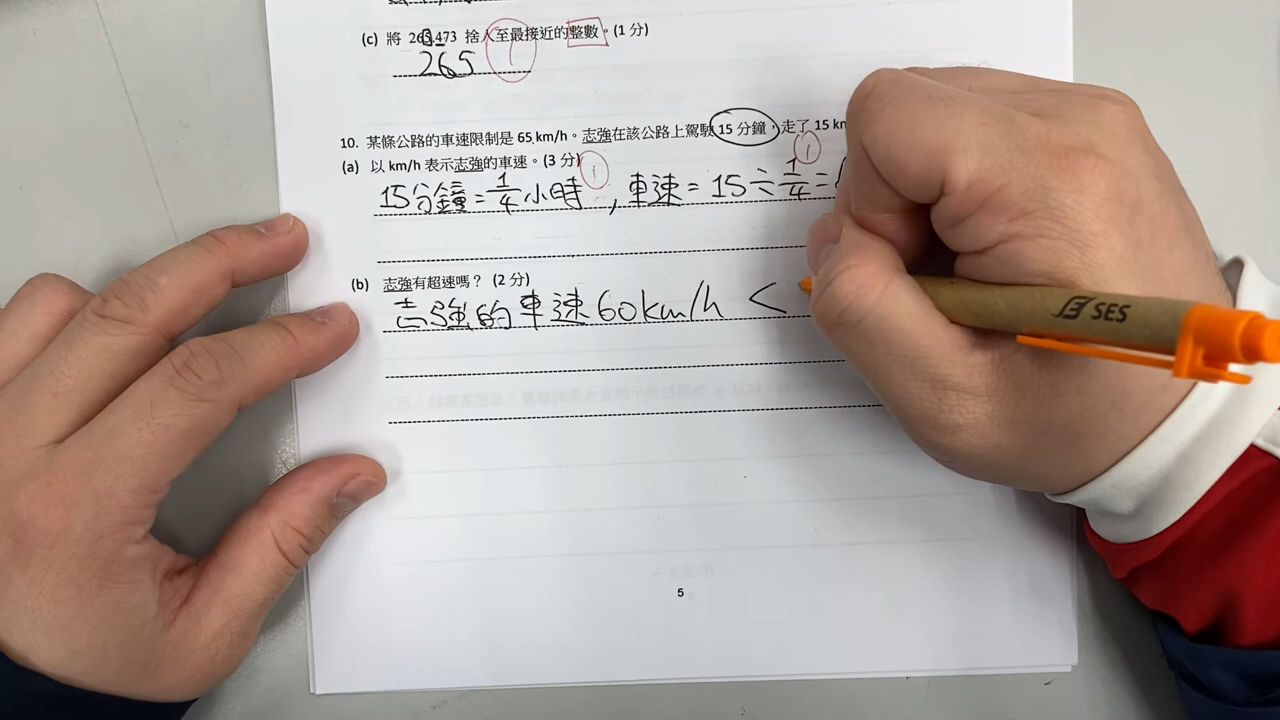 (c) 將 265.473 捨入至最接近的整數。(1 分)
265 1
10. 某條公路的車速限制是 65 km/h。志強在該公路上駕駛 15 分鐘，走了 15 km
(a) 以 km/h 表示志強的車速。(3 分) 1 1
15分鐘=1/4小時 ,車速=15÷1/4=
(b) 志強有超速嗎？ (2 分)
志強的車速60km/h <
SES
5